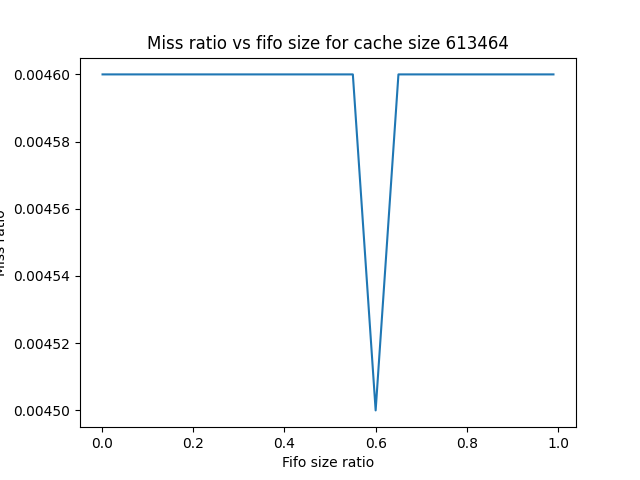 Miss ratio vs fifo size for cache size 613464
0.00460
0.00458
0.00456
0.00454
0.00452
0.00450
Miss ratio
0.0 0.2 0.4 0.6 0.8 1.0
Fifo size ratio